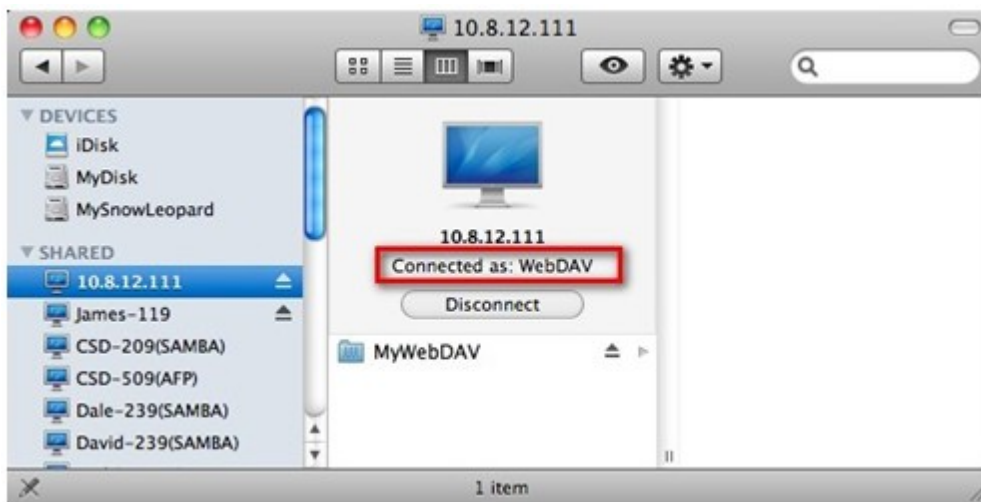 10.8.12.111
DEVICES
iDisk
MyDisk
MySnowLeopard
SHARED
10.8.12.111
James-119
CSD-209(SAMBA)
CSD-509(AFP)
Dale-239(SAMBA)
David-239(SAMBA)
10.8.12.111
Connected as: WebDAV
Disconnect
MyWebDAV
1 item